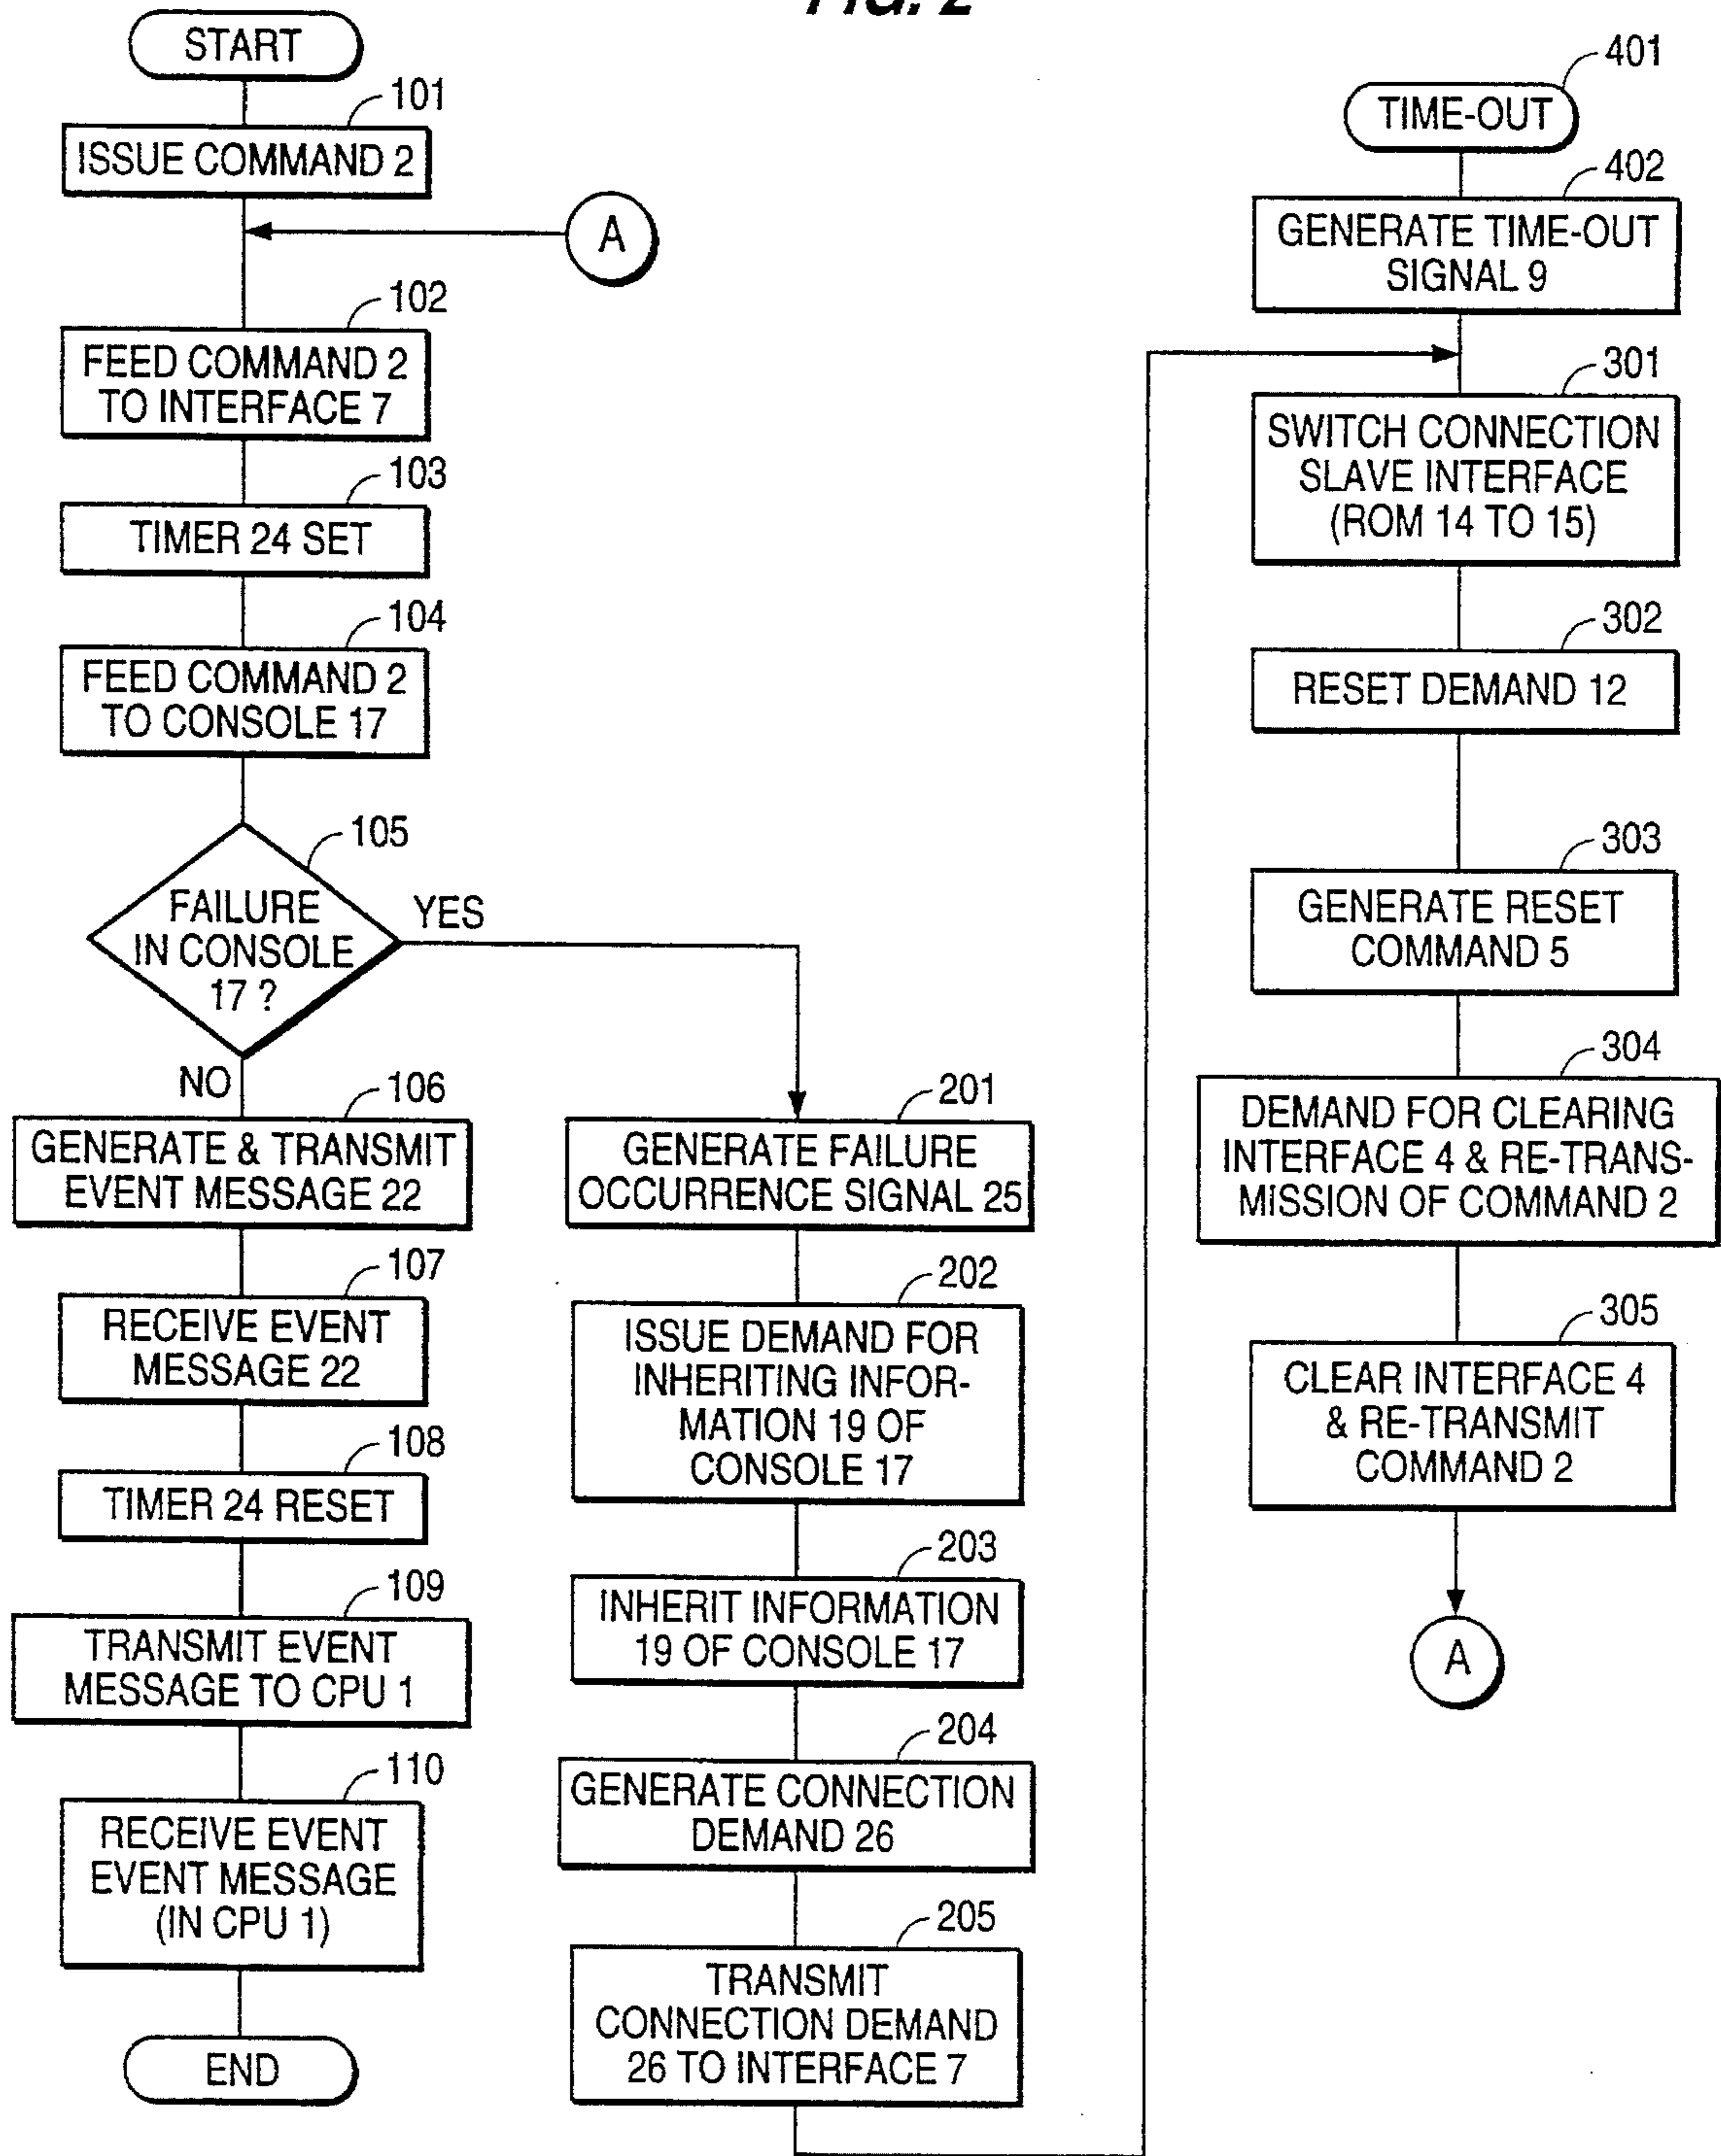 FIG. 2
START
101
ISSUE COMMAND 2
A
102
FEED COMMAND 2
TO INTERFACE 7
103
TIMER 24 SET
104
FEED COMMAND 2
TO CONSOLE 17
105
FAILURE
IN CONSOLE
17 ?
YES
NO
106
GENERATE & TRANSMIT
EVENT MESSAGE 22
107
RECEIVE EVENT
MESSAGE 22
108
TIMER 24 RESET
109
TRANSMIT EVENT
MESSAGE TO CPU 1
110
RECEIVE EVENT
EVENT MESSAGE
(IN CPU 1)
END
201
GENERATE FAILURE
OCCURRENCE SIGNAL 25
202
ISSUE DEMAND FOR
INHERITING INFOR-
MATION 19 OF
CONSOLE 17
203
INHERIT INFORMATION
19 OF CONSOLE 17
204
GENERATE CONNECTION
DEMAND 26
205
TRANSMIT
CONNECTION DEMAND
26 TO INTERFACE 7
401
TIME-OUT
402
GENERATE TIME-OUT
SIGNAL 9
301
SWITCH CONNECTION
SLAVE INTERFACE
(ROM 14 TO 15)
302
RESET DEMAND 12
303
GENERATE RESET
COMMAND 5
304
DEMAND FOR CLEARING
INTERFACE 4 & RE-TRANS-
MISSION OF COMMAND 2
305
CLEAR INTERFACE 4
& RE-TRANSMIT
COMMAND 2
A